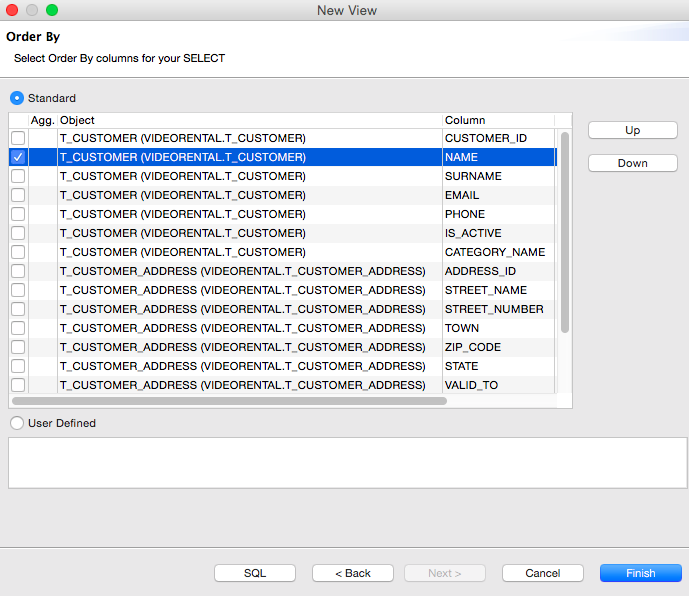 New View
Order By
Select Order By columns for your SELECT
Standard
Agg. Object Column
T_CUSTOMER (VIDEORENTAL.T_CUSTOMER) CUSTOMER_ID
T_CUSTOMER (VIDEORENTAL.T_CUSTOMER) NAME
T_CUSTOMER (VIDEORENTAL.T_CUSTOMER) SURNAME
T_CUSTOMER (VIDEORENTAL.T_CUSTOMER) EMAIL
T_CUSTOMER (VIDEORENTAL.T_CUSTOMER) PHONE
T_CUSTOMER (VIDEORENTAL.T_CUSTOMER) IS_ACTIVE
T_CUSTOMER (VIDEORENTAL.T_CUSTOMER) CATEGORY_NAME
T_CUSTOMER_ADDRESS (VIDEORENTAL.T_CUSTOMER_ADDRESS) ADDRESS_ID
T_CUSTOMER_ADDRESS (VIDEORENTAL.T_CUSTOMER_ADDRESS) STREET_NAME
T_CUSTOMER_ADDRESS (VIDEORENTAL.T_CUSTOMER_ADDRESS) STREET_NUMBER
T_CUSTOMER_ADDRESS (VIDEORENTAL.T_CUSTOMER_ADDRESS) TOWN
T_CUSTOMER_ADDRESS (VIDEORENTAL.T_CUSTOMER_ADDRESS) ZIP_CODE
T_CUSTOMER_ADDRESS (VIDEORENTAL.T_CUSTOMER_ADDRESS) STATE
T_CUSTOMER_ADDRESS (VIDEORENTAL.T_CUSTOMER_ADDRESS) VALID_TO
Up
Down
User Defined
SQL < Back Next > Cancel Finish